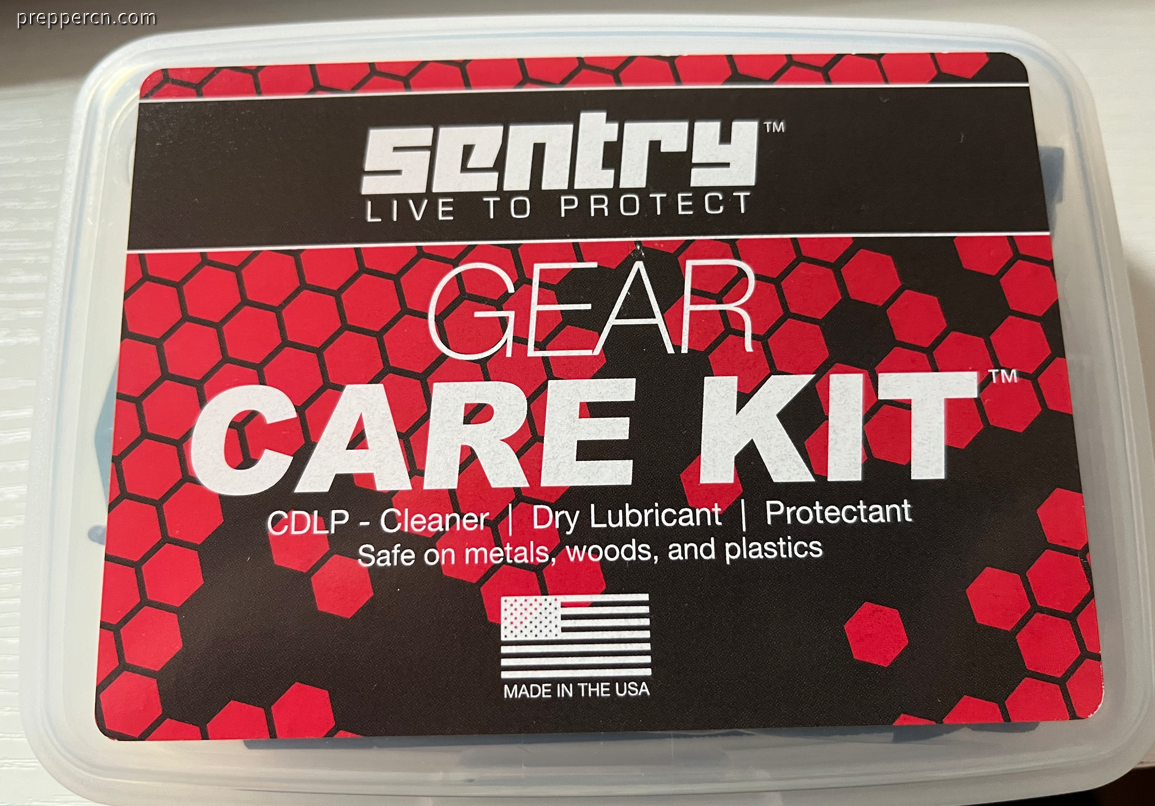 preppercn.com
sentry™
LIVE TO PROTECT
GEAR
CARE KIT™
CDLP - Cleaner | Dry Lubricant | Protectant
Safe on metals, woods, and plastics
MADE IN THE USA